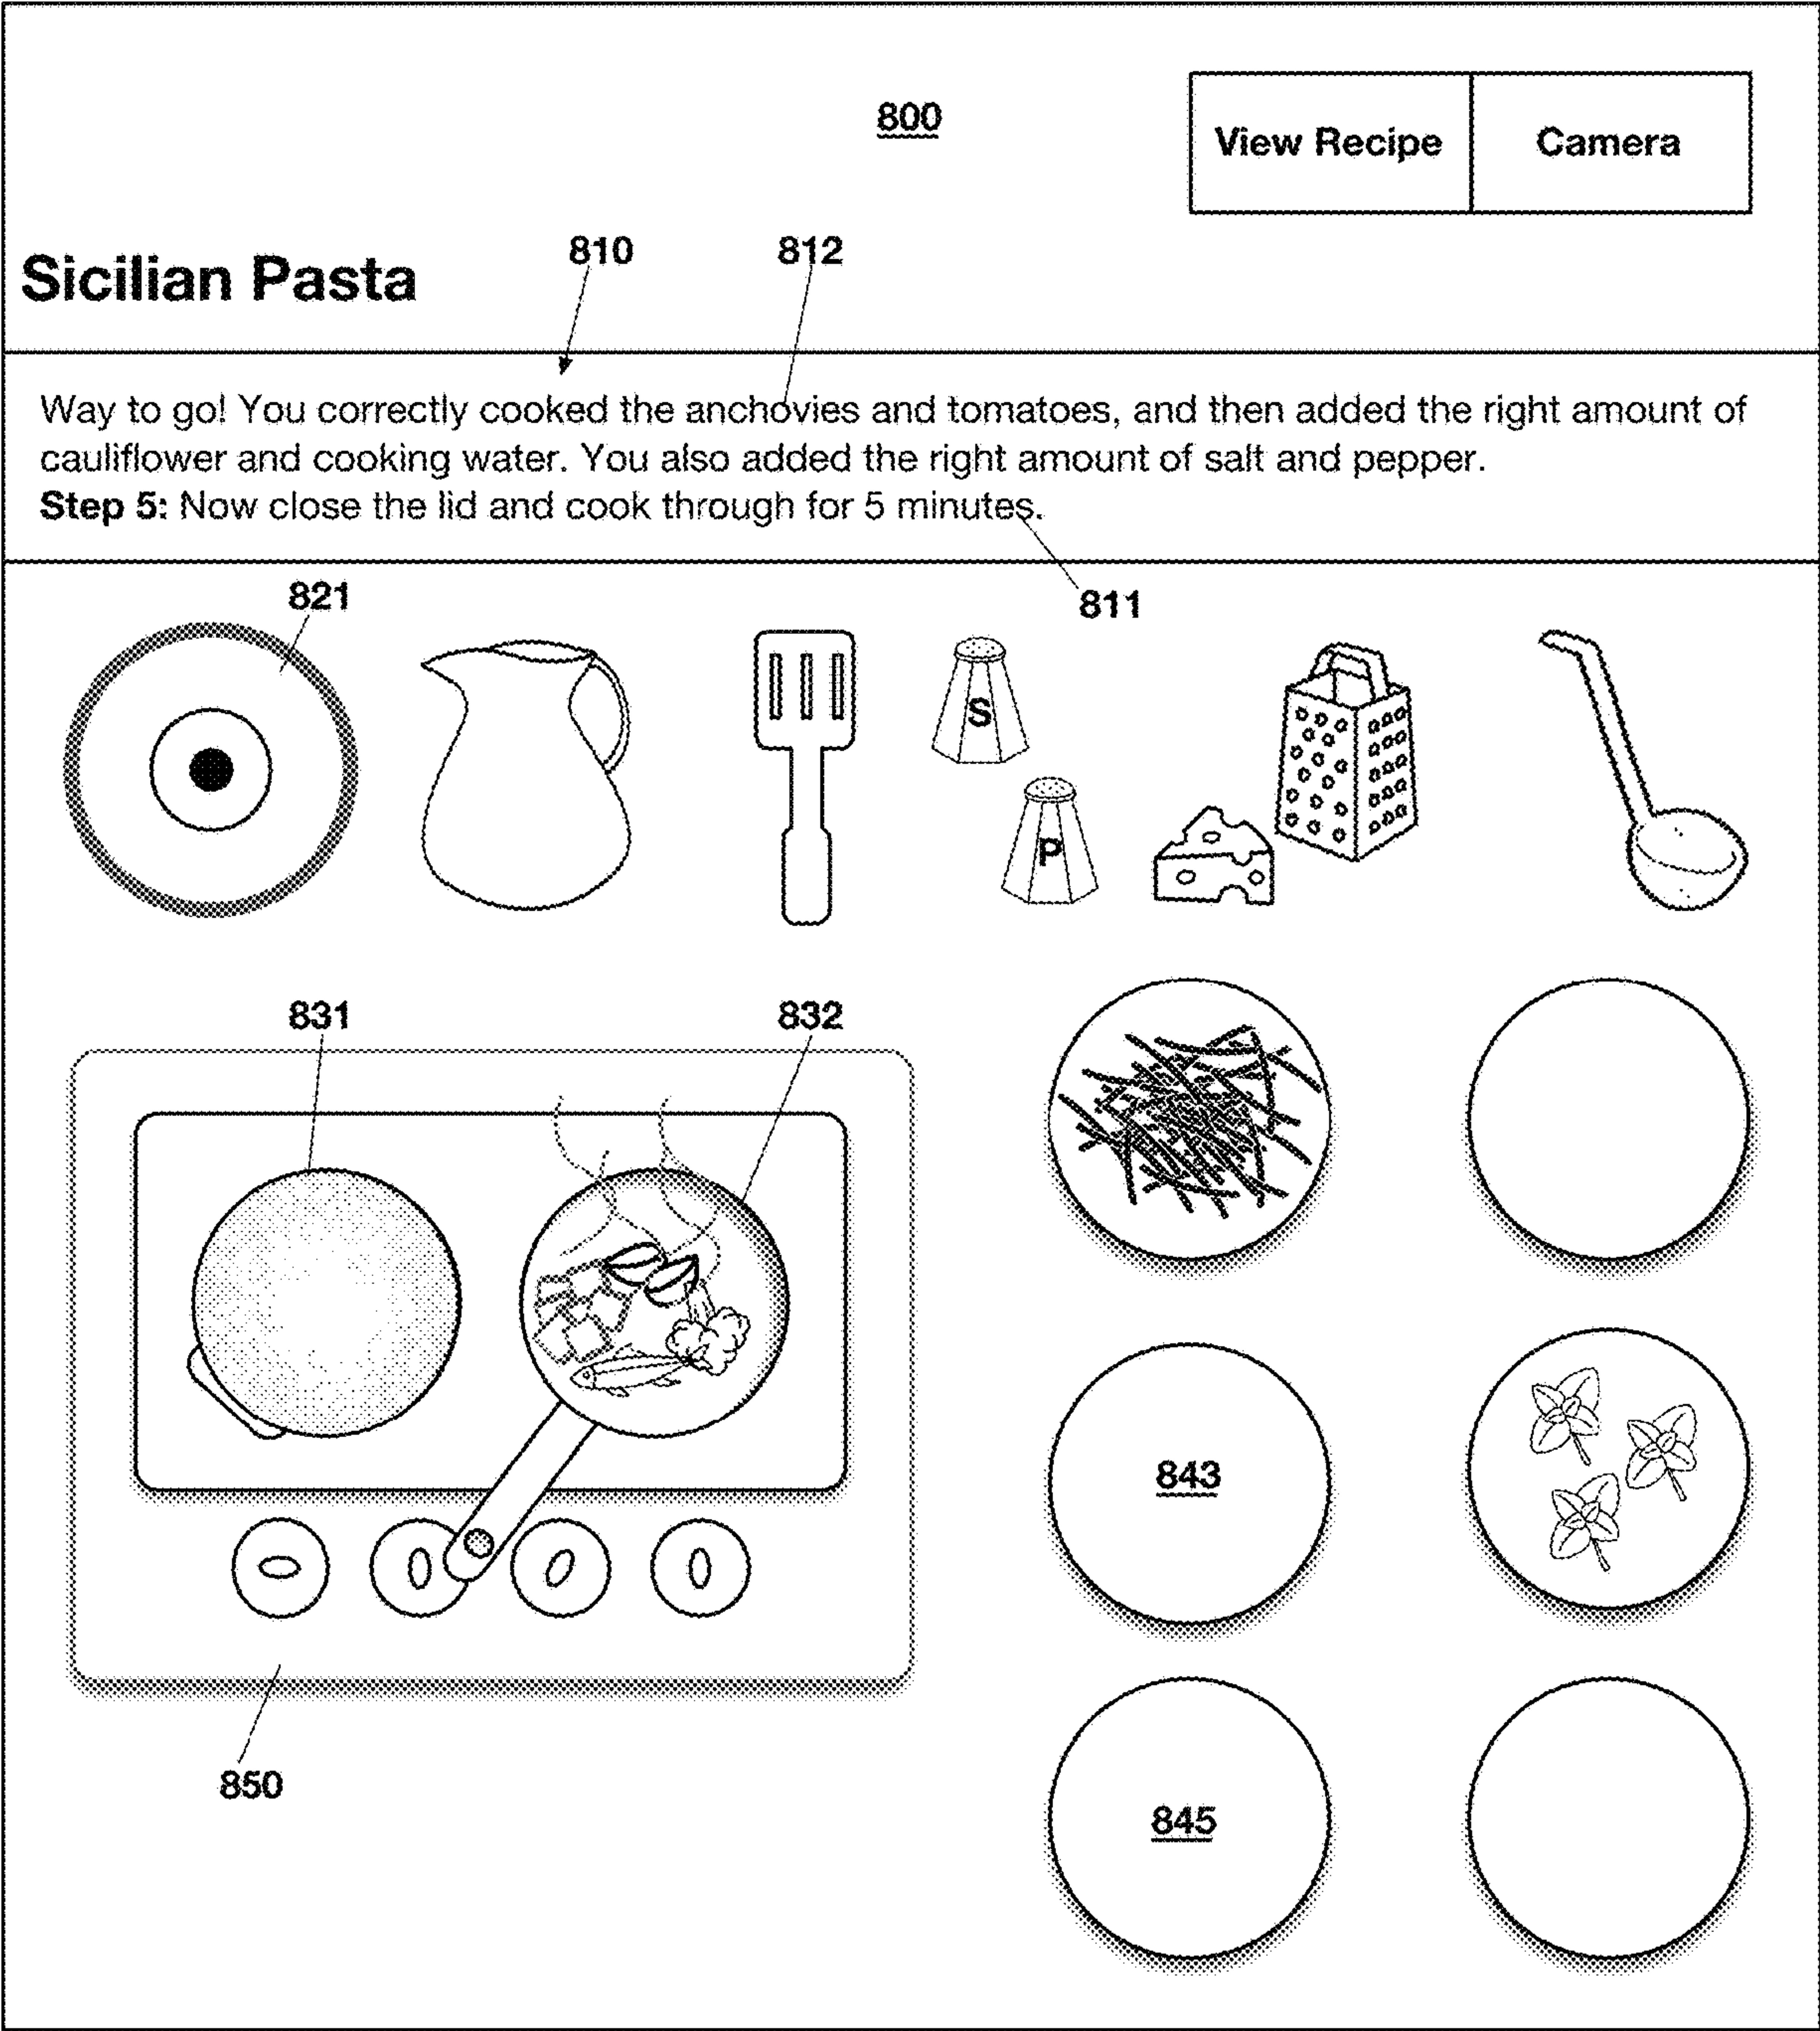 800
View Recipe
Camera
810
812
Sicilian Pasta
Way to go! You correctly cooked the anchovies and tomatoes, and then added the right amount of
cauliflower and cooking water. You also added the right amount of salt and pepper.
Step 5: Now close the lid and cook through for 5 minutes.
821
811
S
P
831
832
843
850
845